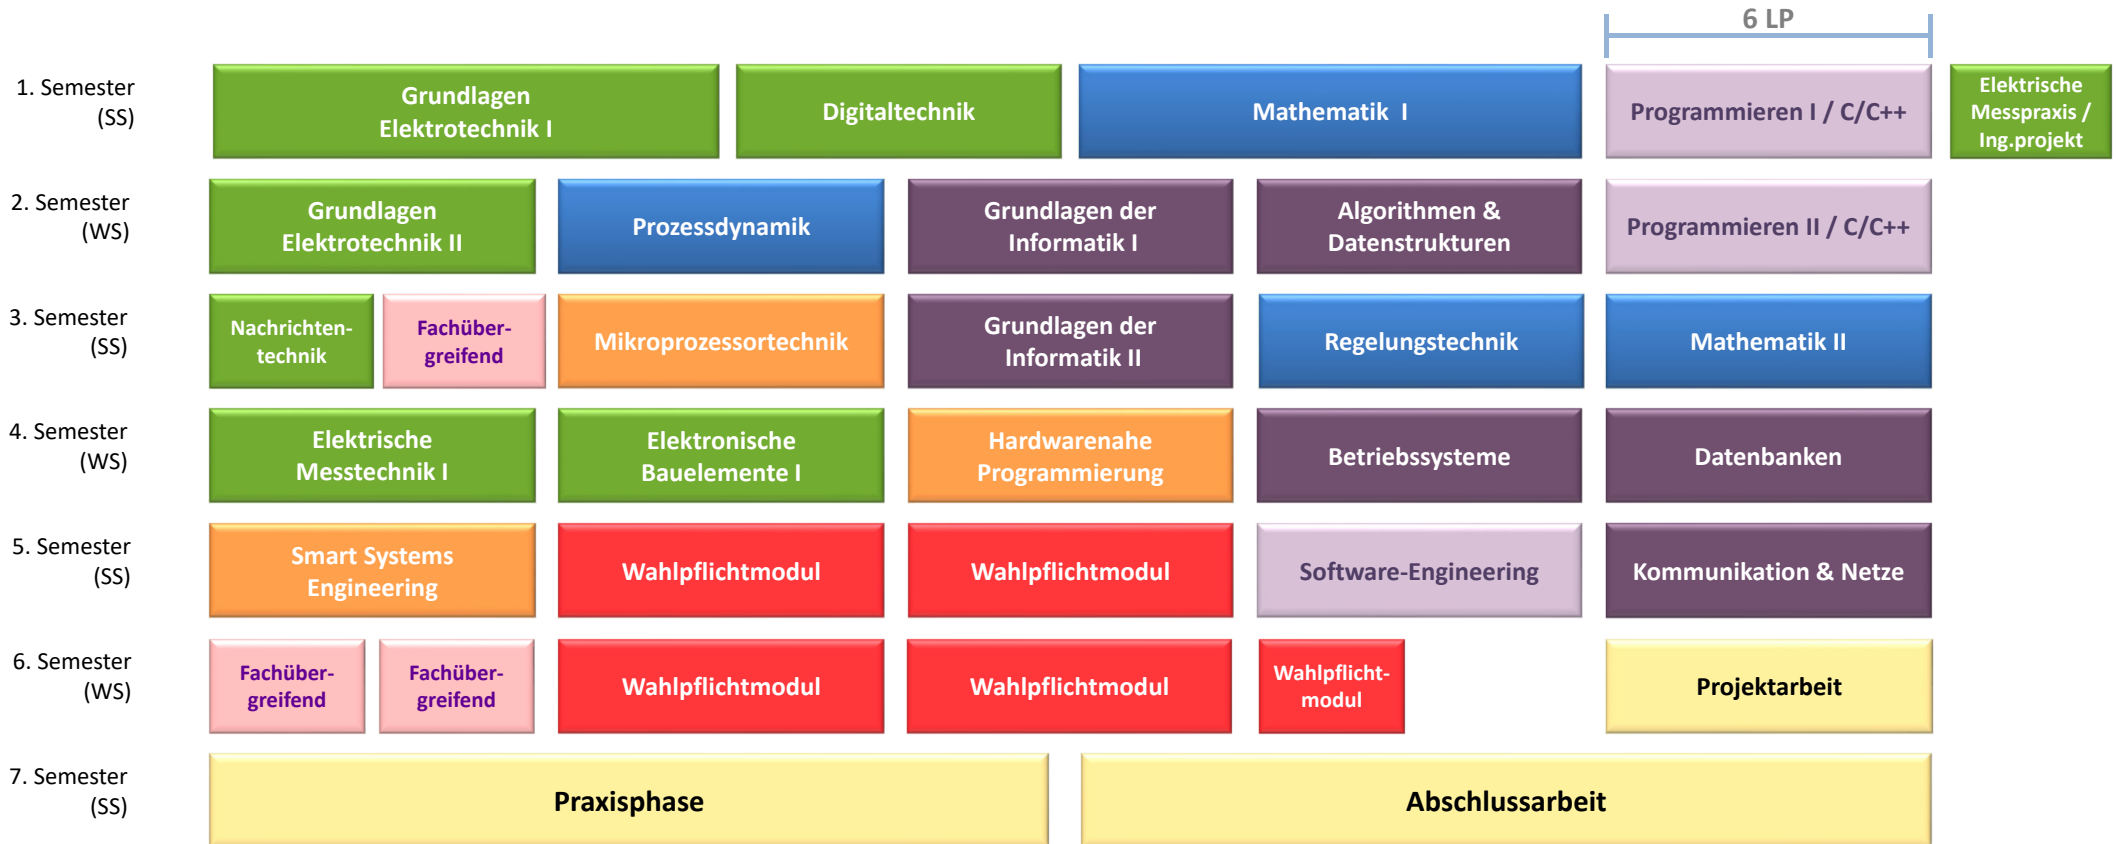 6 LP
1. Semester
(SS)
Grundlagen
Elektrotechnik I
Digitaltechnik
Mathematik I
Programmieren I / C/C++
Elektrische
Messpraxis /
Ing.projekt
2. Semester
(WS)
Grundlagen
Elektrotechnik II
Prozessdynamik
Grundlagen der
Informatik I
Algorithmen &
Datenstrukturen
Programmieren II / C/C++
3. Semester
(SS)
Nachrichten-
technik
Fachüber-
greifend
Mikroprozessortechnik
Grundlagen der
Informatik II
Regelungstechnik
Mathematik II
4. Semester
(WS)
Elektrische
Messtechnik I
Elektronische
Bauelemente I
Hardwarenahe
Programmierung
Betriebssysteme
Datenbanken
5. Semester
(SS)
Smart Systems
Engineering
Wahlpflichtmodul
Wahlpflichtmodul
Software-Engineering
Kommunikation & Netze
6. Semester
(WS)
Fachüber-
greifend
Fachüber-
greifend
Wahlpflichtmodul
Wahlpflichtmodul
Wahlpflicht-
modul
Projektarbeit
7. Semester
(SS)
Praxisphase
Abschlussarbeit